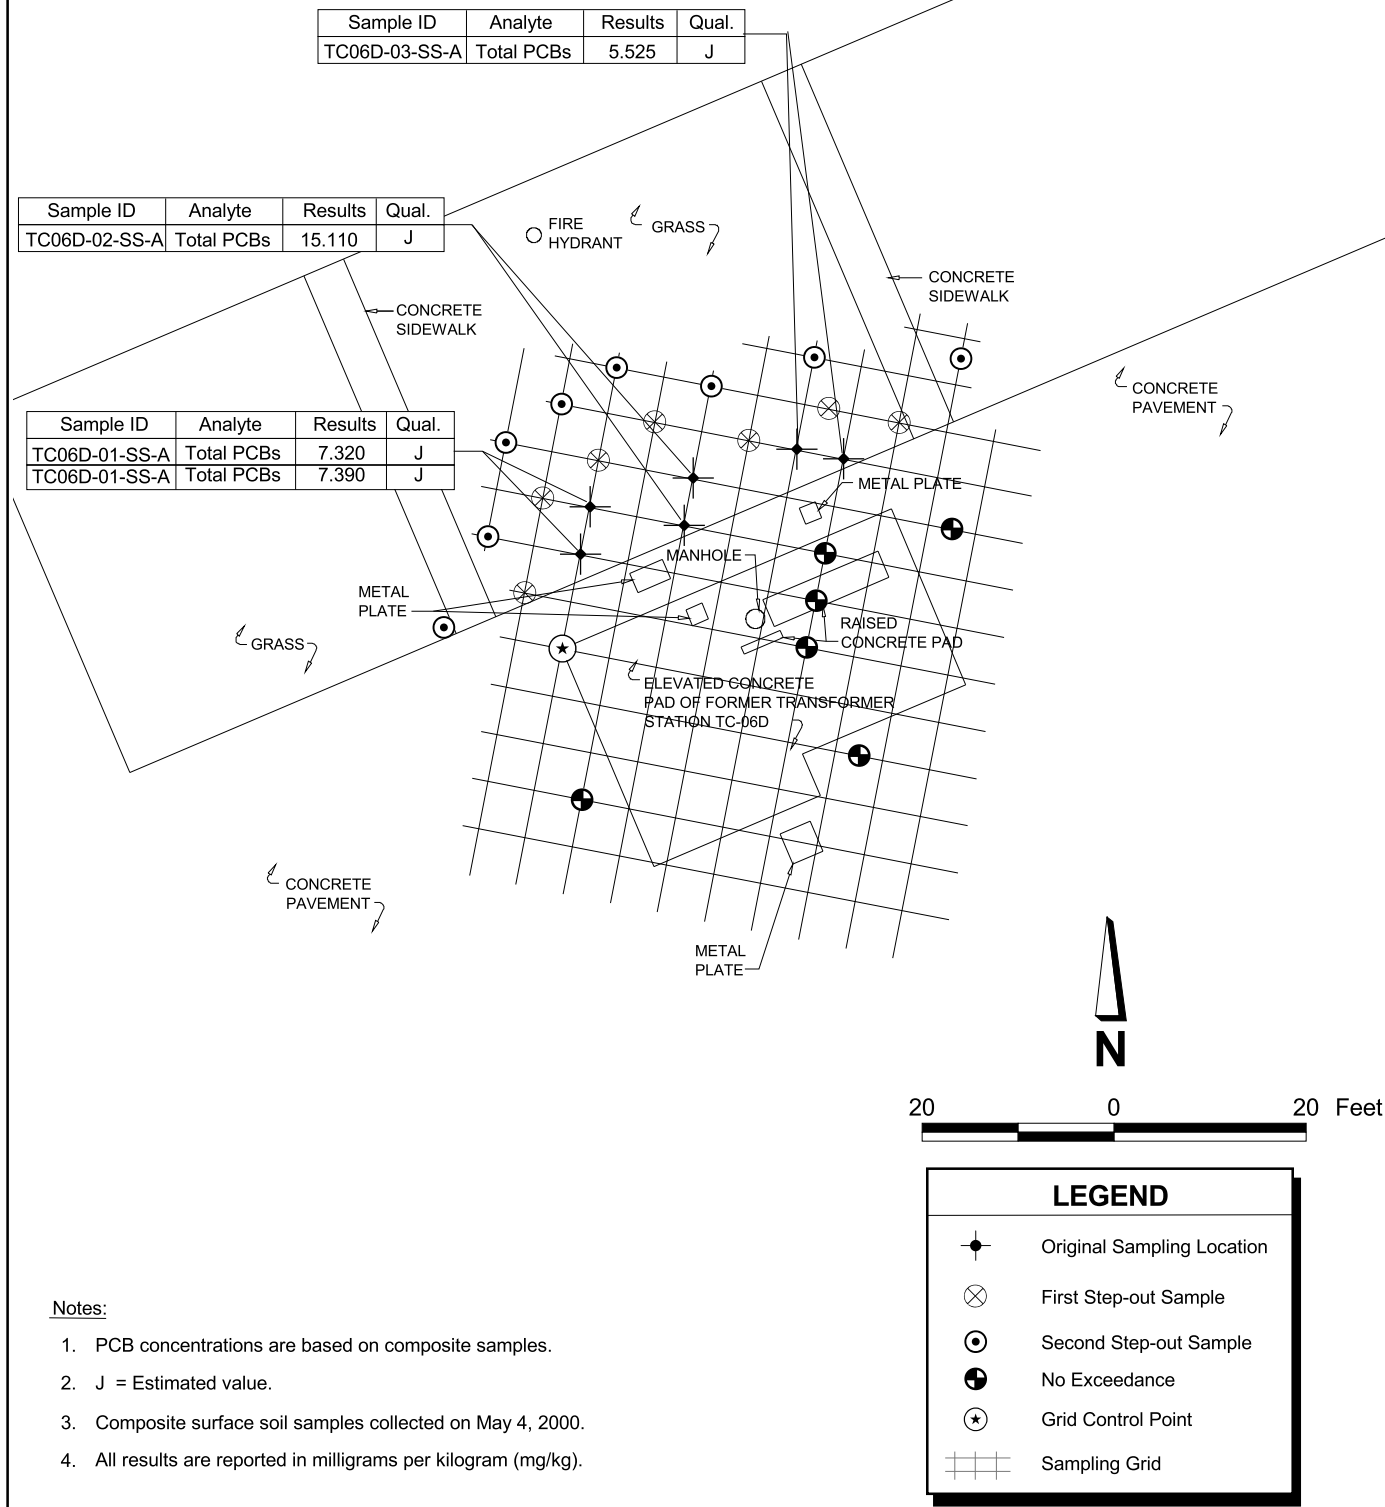 Sample ID Analyte Results Qual.
TC06D-03-SS-A Total PCBs 5.525 J
Sample ID Analyte Results Qual.
TC06D-02-SS-A Total PCBs 15.110 J
FIRE
HYDRANT
GRASS
CONCRETE
SIDEWALK
CONCRETE
SIDEWALK
CONCRETE
PAVEMENT
Sample ID Analyte Results Qual.
TC06D-01-SS-A Total PCBs 7.320 J
TC06D-01-SS-A Total PCBs 7.390 J
METAL PLATE
MANHOLE
METAL
PLATE
GRASS
RAISED
CONCRETE PAD
ELEVATED CONCRETE
PAD OF FORMER TRANSFORMER
STATION TC-06D
CONCRETE
PAVEMENT
METAL
PLATE
N
20 0 20 Feet
LEGEND
Original Sampling Location
First Step-out Sample
Second Step-out Sample
No Exceedance
Grid Control Point
Sampling Grid
Notes:
1. PCB concentrations are based on composite samples.
2. J = Estimated value.
3. Composite surface soil samples collected on May 4, 2000.
4. All results are reported in milligrams per kilogram (mg/kg).